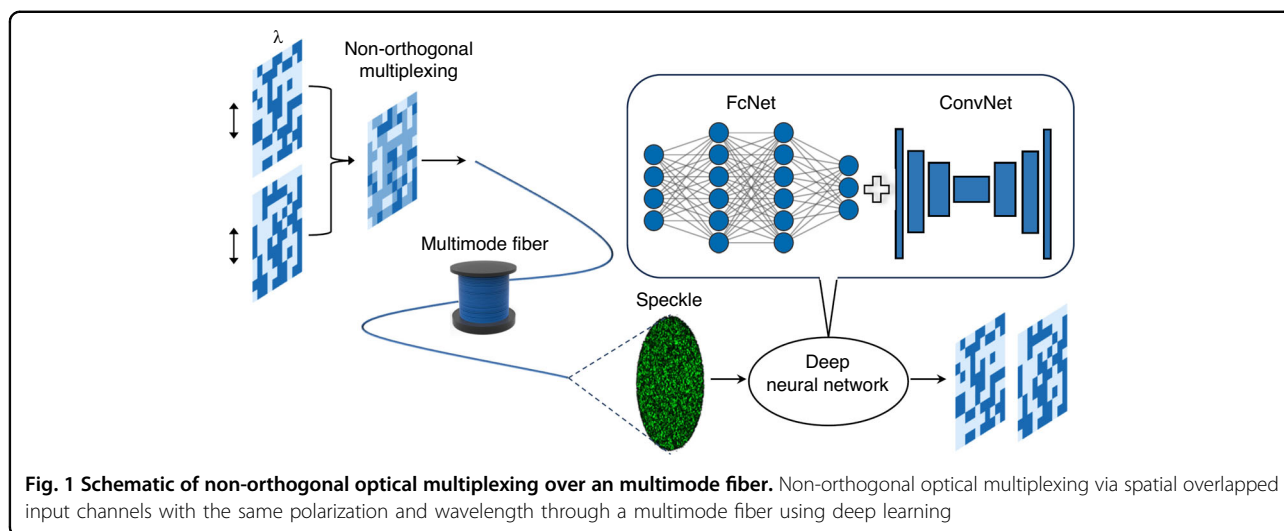 λ
Non-orthogonal
multiplexing
FcNet
ConvNet
Multimode fiber
Speckle
Deep
neural network
Fig. 1 Schematic of non-orthogonal optical multiplexing over an multimode fiber. Non-orthogonal optical multiplexing via spatial overlapped
input channels with the same polarization and wavelength through a multimode fiber using deep learning